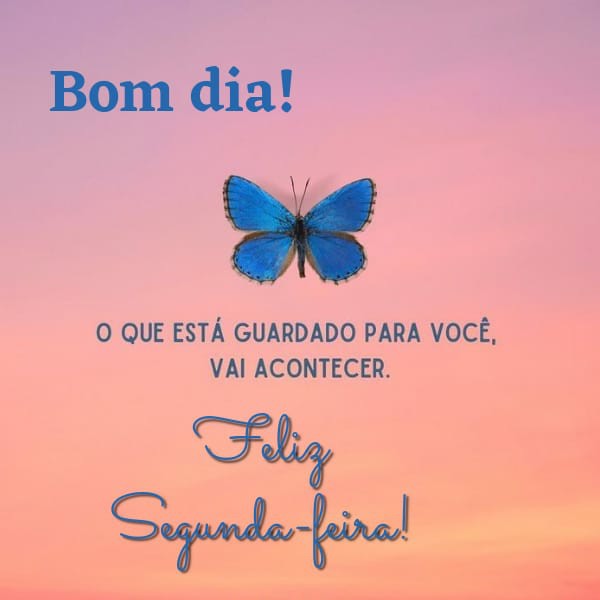 Bom dia!
O QUE ESTÁ GUARDADO PARA VOCÊ,
VAI ACONTECER.
Feliz
Segunda-feira!